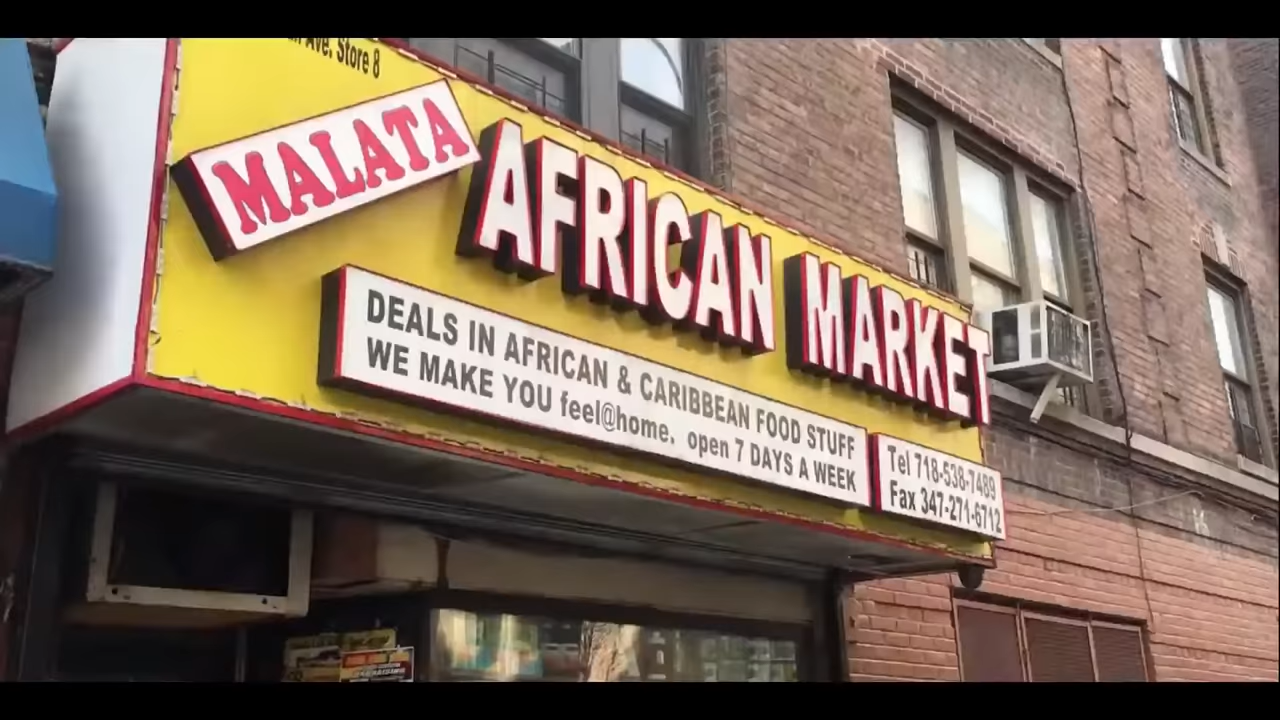 Ave. Store 8
MALATA
AFRICAN MARKET
DEALS IN AFRICAN & CARIBBEAN FOOD STUFF
WE MAKE YOU feel@home. open 7 DAYS A WEEK
Tel 718-538-7489
Fax 347-271-6712